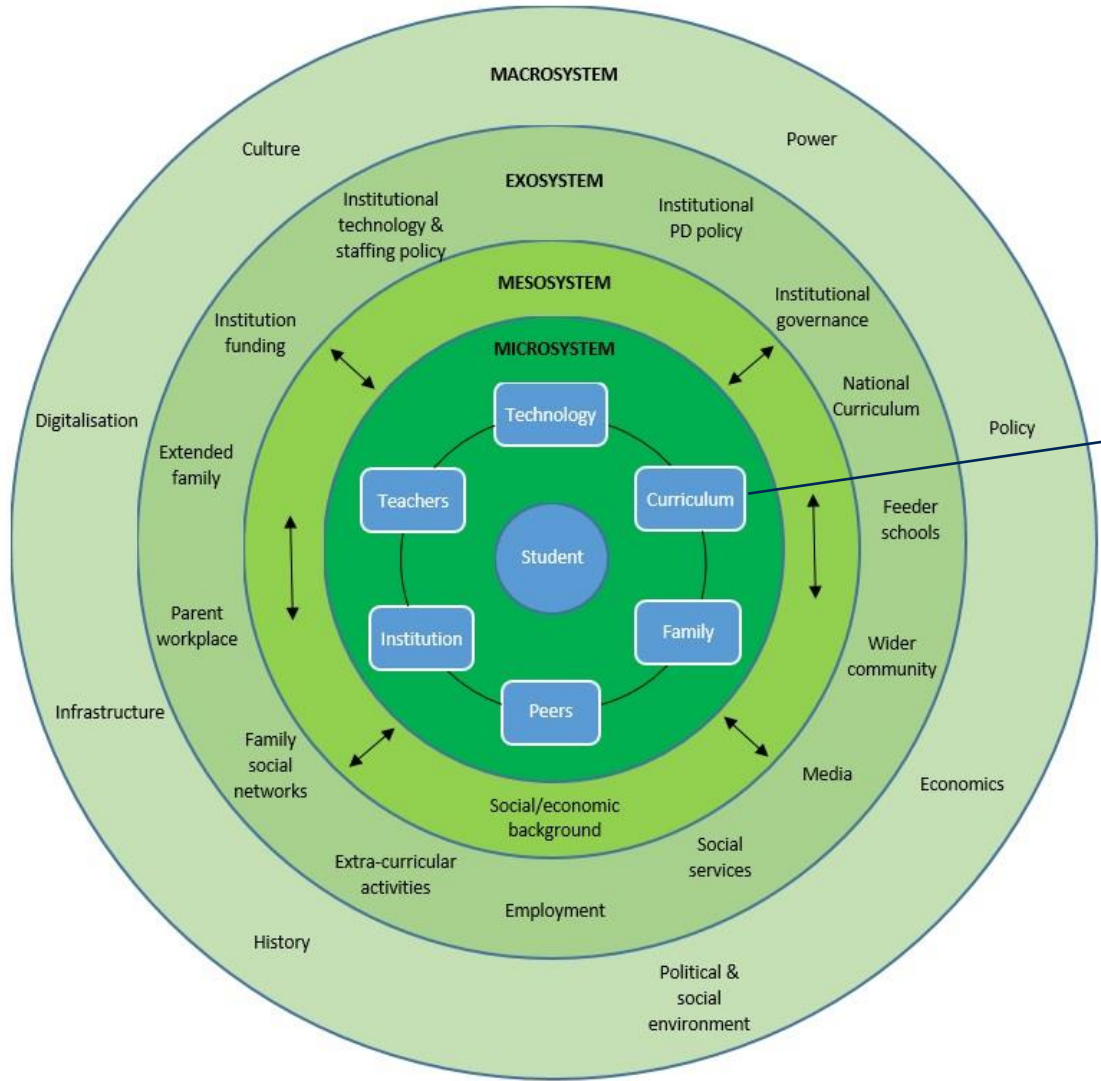 MACROSYSTEM
Culture
Power
EXOSYSTEM
Institutional
technology &
staffing policy
Institutional
PD policy
MESOSYSTEM
Institution
funding
Institutional
governance
MICROSYSTEM
National
Curriculum
Digitalisation
Technology
Policy
Extended
family
Teachers
Curriculum
Feeder
schools
Student
Parent
workplace
Institution
Family
Wider
community
Infrastructure
Peers
Family
social
networks
Media
Economics
Social/economic
background
Extra-curricular
activities
Social
services
Employment
History
Political &
social
environment